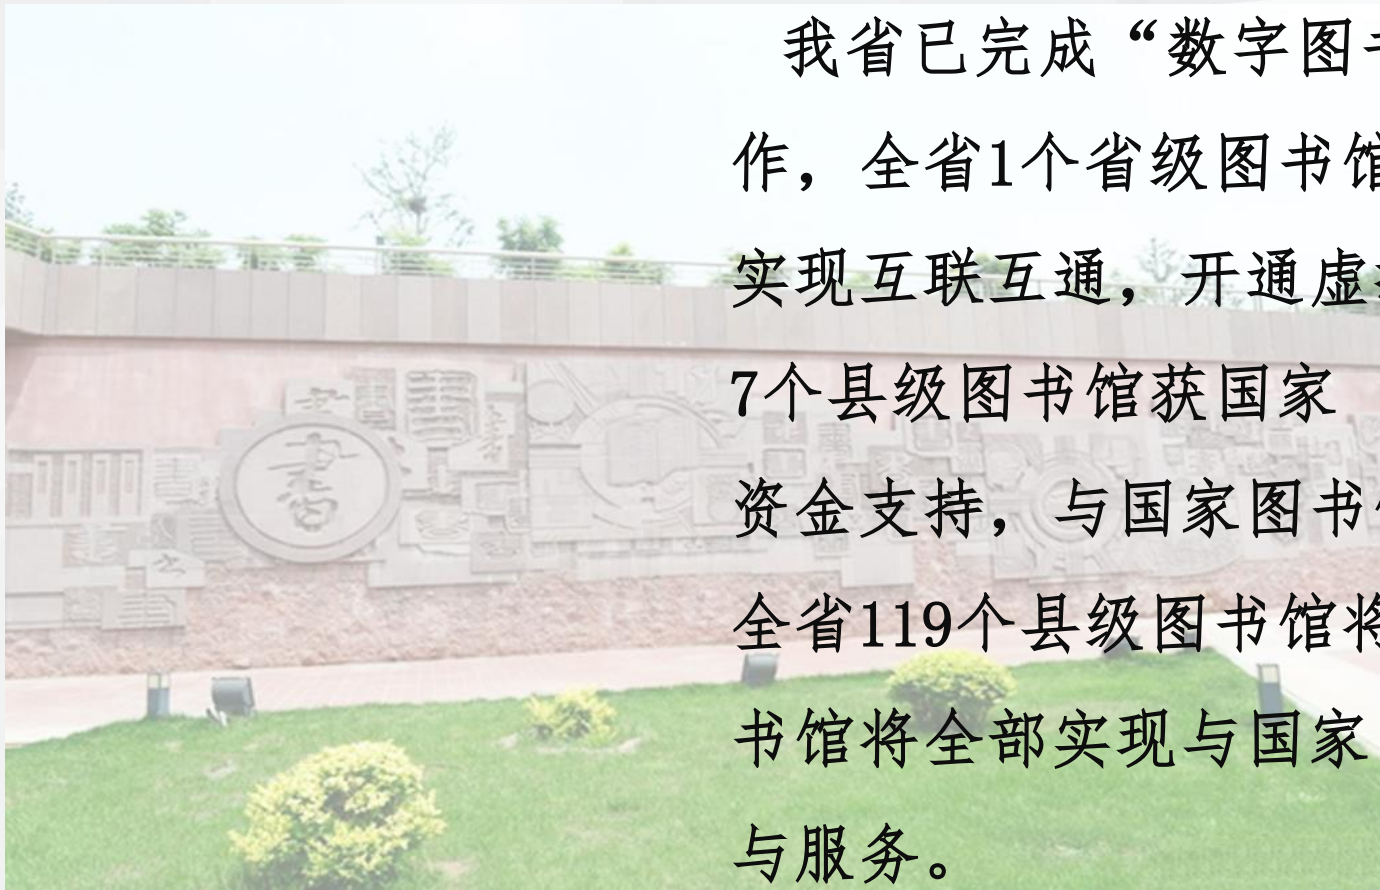 我省已完成“数字图书
作，全省1个省级图书馆
实现互联互通，开通虚
7个县级图书馆获国家
资金支持，与国家图书馆
全省119个县级图书馆将
书馆将全部实现与国家
与服务。
書